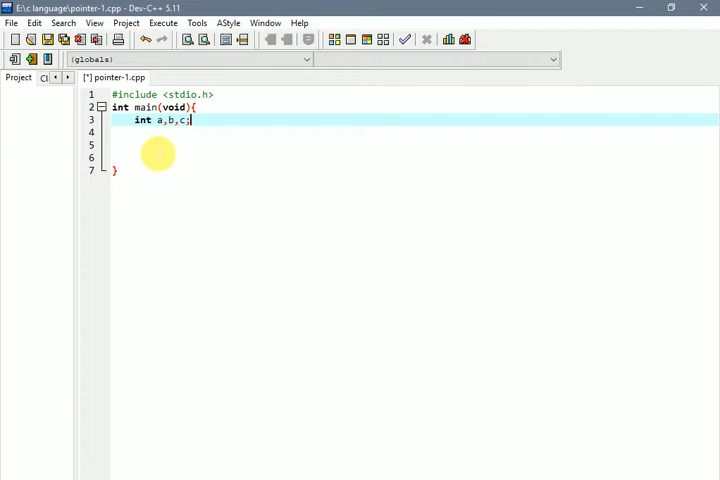 E:\c language\pointer-1.cpp - Dev-C++ 5.11
File Edit Search View Project Execute Tools AStyle Window Help
(globals)
Project Cl [*] pointer-1.cpp
1 #include <stdio.h>
2 int main(void){
3 int a,b,c;
4
5
6
7 }